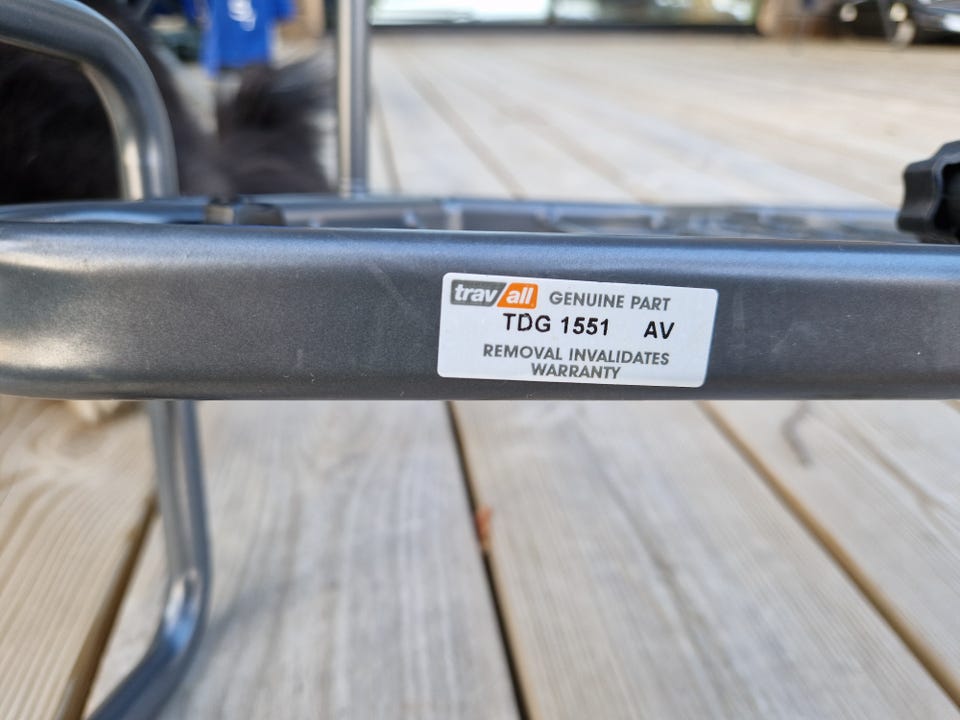 travall GENUINE PART
TDG 1551 AV
REMOVAL INVALIDATES
WARRANTY